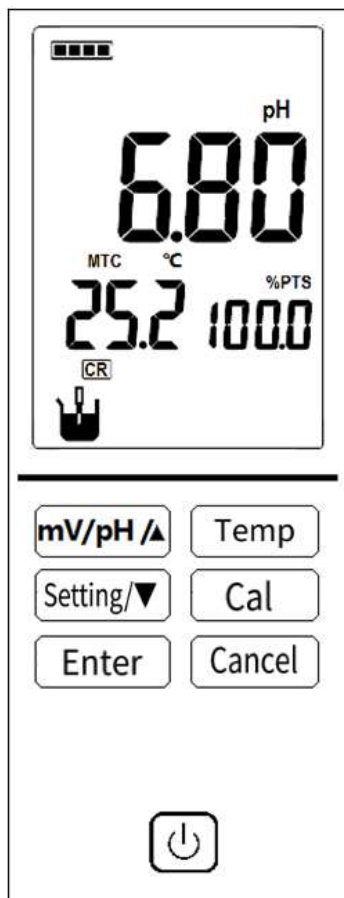 pH
6.80
MTC ℃
%PTS
25.2 100.0
CR
mV/pH/▲ Temp
Setting/▼ Cal
Enter Cancel